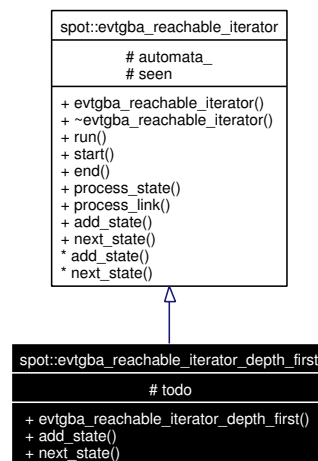 spot::evtgba_reachable_iterator
# automata_
# seen
+ evtgba_reachable_iterator()
+ ~evtgba_reachable_iterator()
+ run()
+ start()
+ end()
+ process_state()
+ process_link()
+ add_state()
+ next_state()
* add_state()
* next_state()
spot::evtgba_reachable_iterator_depth_first
# todo
+ evtgba_reachable_iterator_depth_first()
+ add_state()
+ next_state()